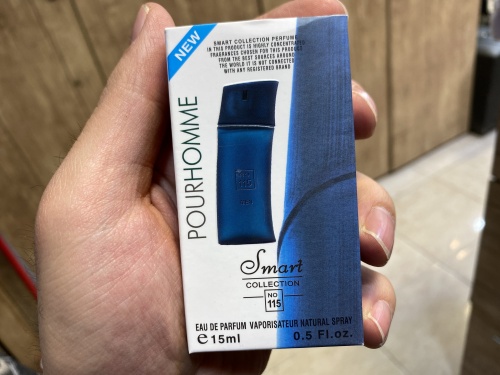 NEW
SMART COLLECTION PERFUME
IN THIS PRODUCT IS HIGHLY CONCENTRATED
FRAGRANCES CHOSEN FOR THIS PRODUCT
FROM THE BEST SOURCES AROUND
THE WORLD IT IS NOT CONNECTED
WITH ANY REGISTERED BRAND
POURHOMME
Smart
COLLECTION
NO
115
EAU DE PARFUM VAPORISATEUR NATURAL SPRAY
℮15ml
0.5 Fl.oz.